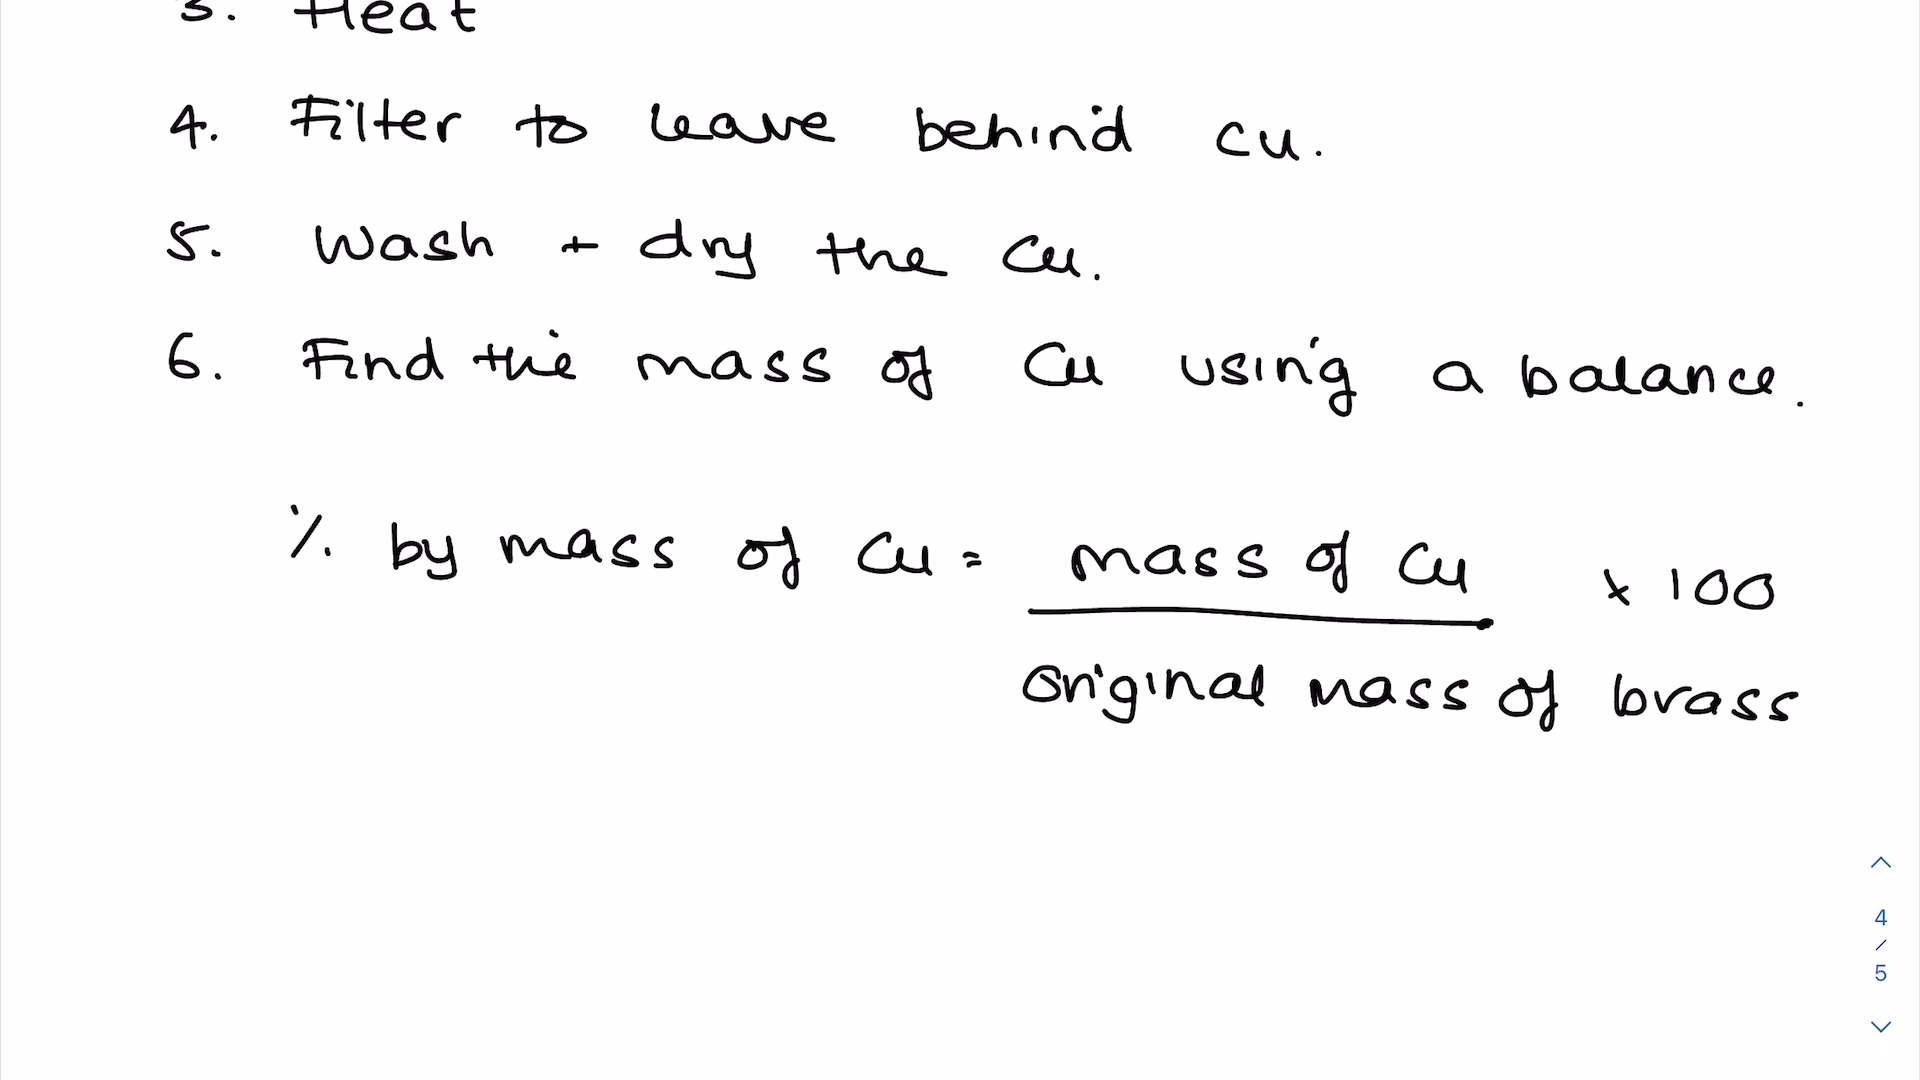 3. Heat
4. Filter to leave behind Cu.
5. Wash + dry the Cu.
6. Find the mass of Cu using a balance.
% by mass of Cu = mass of Cu x 100
original mass of brass
4
/
5